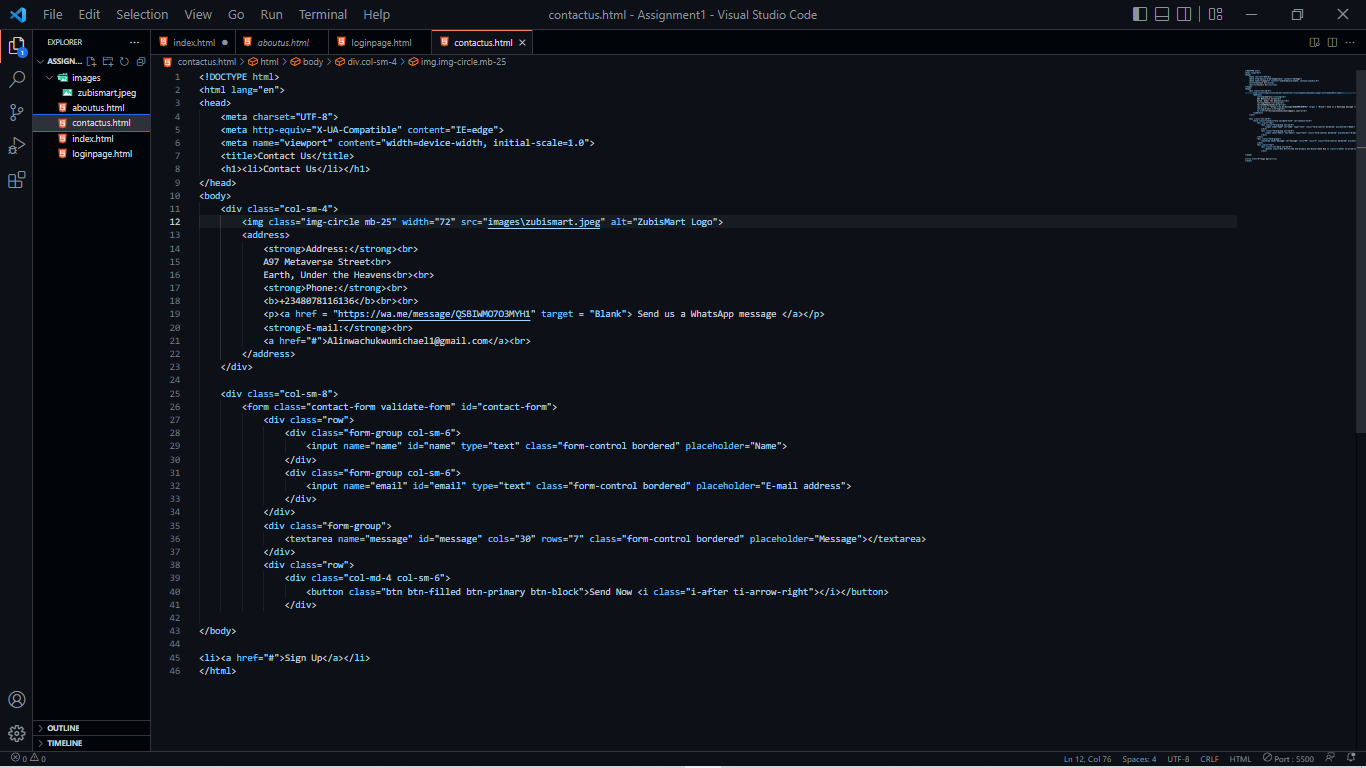 File Edit Selection View Go Run Terminal Help
contactus.html - Assignment1 - Visual Studio Code
EXPLORER
index.html
aboutus.html
loginpage.html
contactus.html
ASSIGN...
contactus.html > html > body > div.col-sm-4 > img.img-circle.mb-25
images
zubismart.jpeg
aboutus.html
contactus.html
index.html
loginpage.html
1 <!DOCTYPE html>
2 <html lang="en">
3 <head>
4 <meta charset="UTF-8">
5 <meta http-equiv="X-UA-Compatible" content="IE=edge">
6 <meta name="viewport" content="width=device-width, initial-scale=1.0">
7 <title>Contact Us</title>
8 <h1><li>Contact Us</li></h1>
9 </head>
10 <body>
11 <div class="col-sm-4">
12 <img class="img-circle mb-25" width="72" src="images\zubismart.jpeg" alt="ZubisMart Logo">
13 <address>
14 <strong>Address:</strong><br>
15 A97 Metaverse Street<br>
16 Earth, Under the Heavens<br><br>
17 <strong>Phone:</strong><br>
18 <b>+2348078116136</b><br><br>
19 <p><a href = "https://wa.me/message/QSBIWMO7O3MYH1" target = "Blank"> Send us a WhatsApp message </a></p>
20 <strong>E-mail:</strong><br>
21 <a href="#">Alinwachukwumichael1@gmail.com</a><br>
22 </address>
23 </div>
24
25 <div class="col-sm-8">
26 <form class="contact-form validate-form" id="contact-form">
27 <div class="row">
28 <div class="form-group col-sm-6">
29 <input name="name" id="name" type="text" class="form-control bordered" placeholder="Name">
30 </div>
31 <div class="form-group col-sm-6">
32 <input name="email" id="email" type="text" class="form-control bordered" placeholder="E-mail address">
33 </div>
34 </div>
35 <div class="form-group">
36 <textarea name="message" id="message" cols="30" rows="7" class="form-control bordered" placeholder="Message"></textarea>
37 </div>
38 <div class="row">
39 <div class="col-md-4 col-sm-6">
40 <button class="btn btn-filled btn-primary btn-block">Send Now <i class="i-after ti-arrow-right"></i></button>
41 </div>
42
43 </body>
44
45 <li><a href="#">Sign Up</a></li>
46 </html>
OUTLINE
TIMELINE
0 0
Ln 12, Col 76 Spaces: 4 UTF-8 CRLF HTML Port : 5500